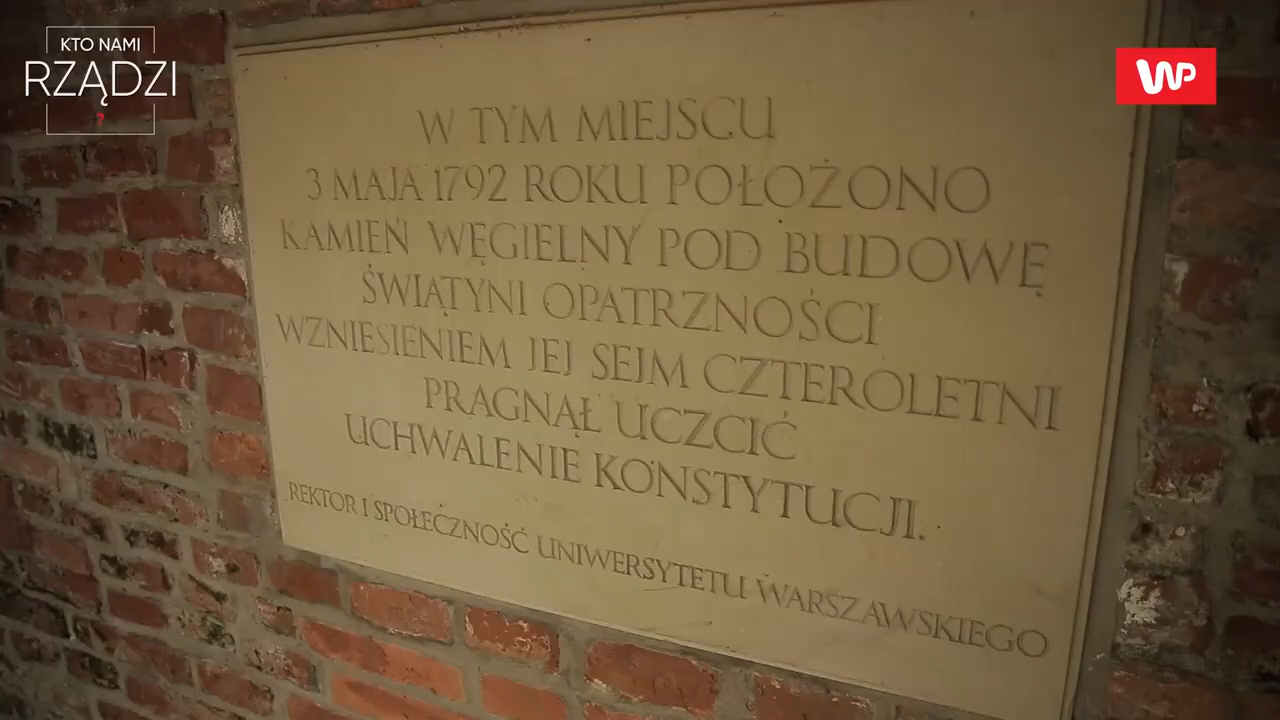 KTO NAMI
RZĄDZI
?
WP
W TYM MIEJSCU
3 MAJA 1792 ROKU POŁOŻONO
KAMIEŃ WĘGIELNY POD BUDOWĘ
ŚWIĄTYNI OPATRZNOŚCI
WZNIESIENIEM JEJ SEJM CZTEROLETNI
PRAGNĄŁ UCZCIĆ
UCHWALENIE KONSTYTUCJI.
REKTOR I SPOŁECZNOŚĆ UNIWERSYTETU WARSZAWSKIEGO